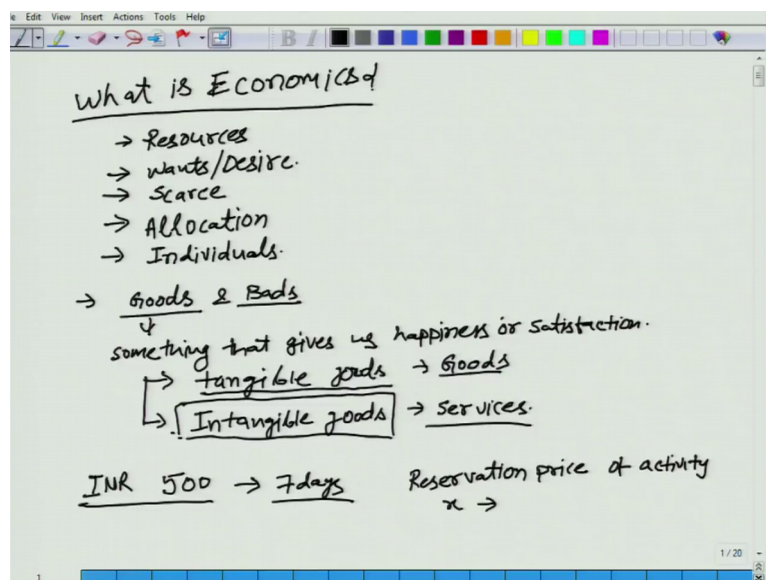 e Edit View Insert Actions Tools Help
What is Economics?
→ Resources
→ Wants/Desire.
→ Scarce
→ Allocation
→ Individuals.
→ Goods & Bads
something that gives us happiness or satisfaction.
→ tangible goods → Goods
→ Intangible goods → services.
INR 500 → 7days Reservation price of activity
x →
1 / 20
1